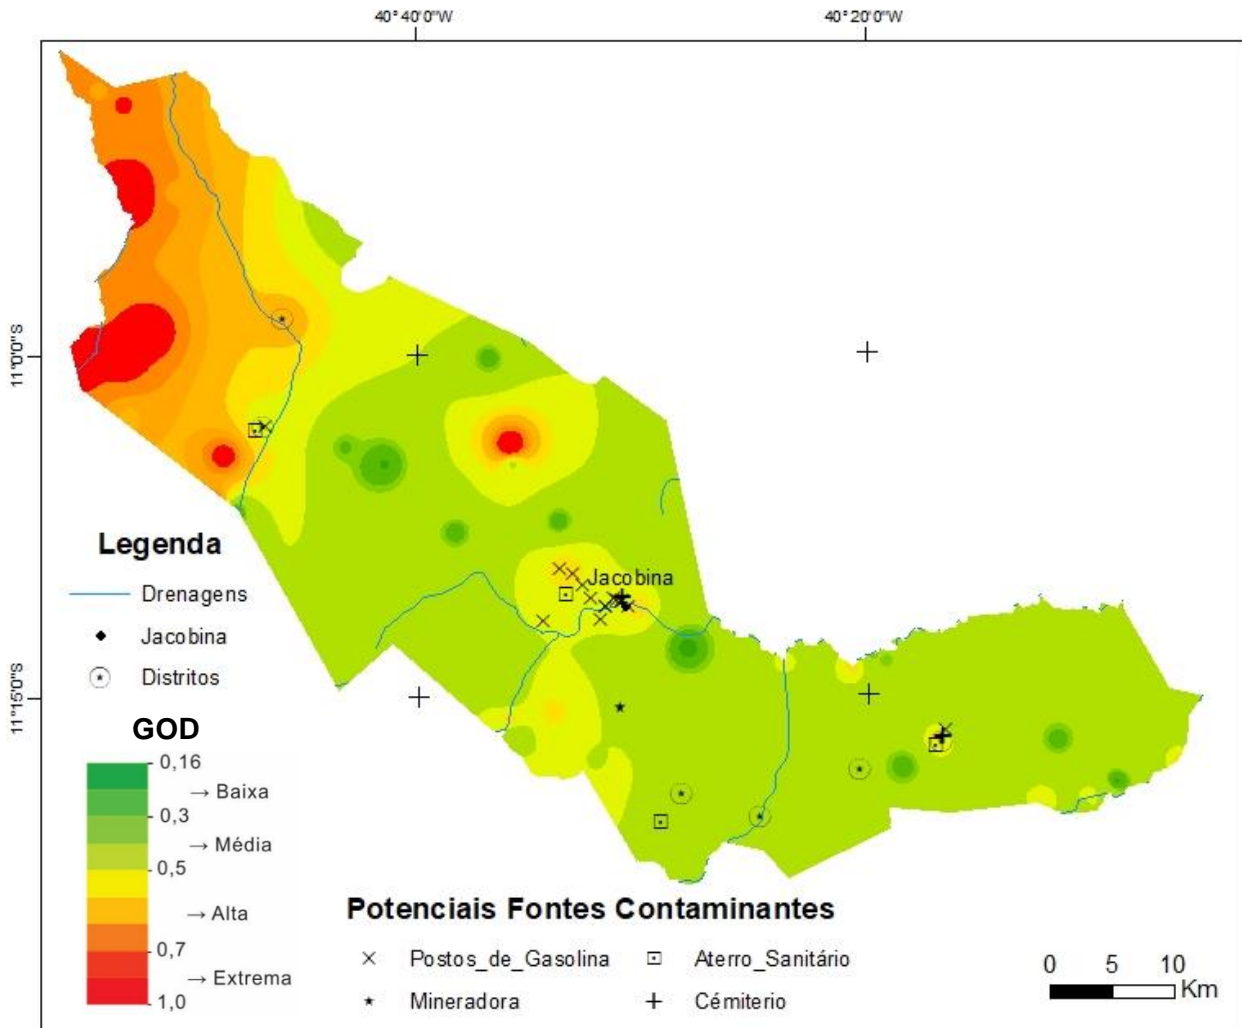 40°40'0"W
40°20'0"W
11°0'0"S
11°15'0"S
Jacobina
Legenda
Drenagens
Jacobina
Distritos
GOD
0,16
→ Baixa
0,3
→ Média
0,5
→ Alta
0,7
→ Extrema
1,0
Potenciais Fontes Contaminantes
Postos_de_Gasolina
Aterro_Sanitário
Mineradora
Cémiterio
0 5 10
Km